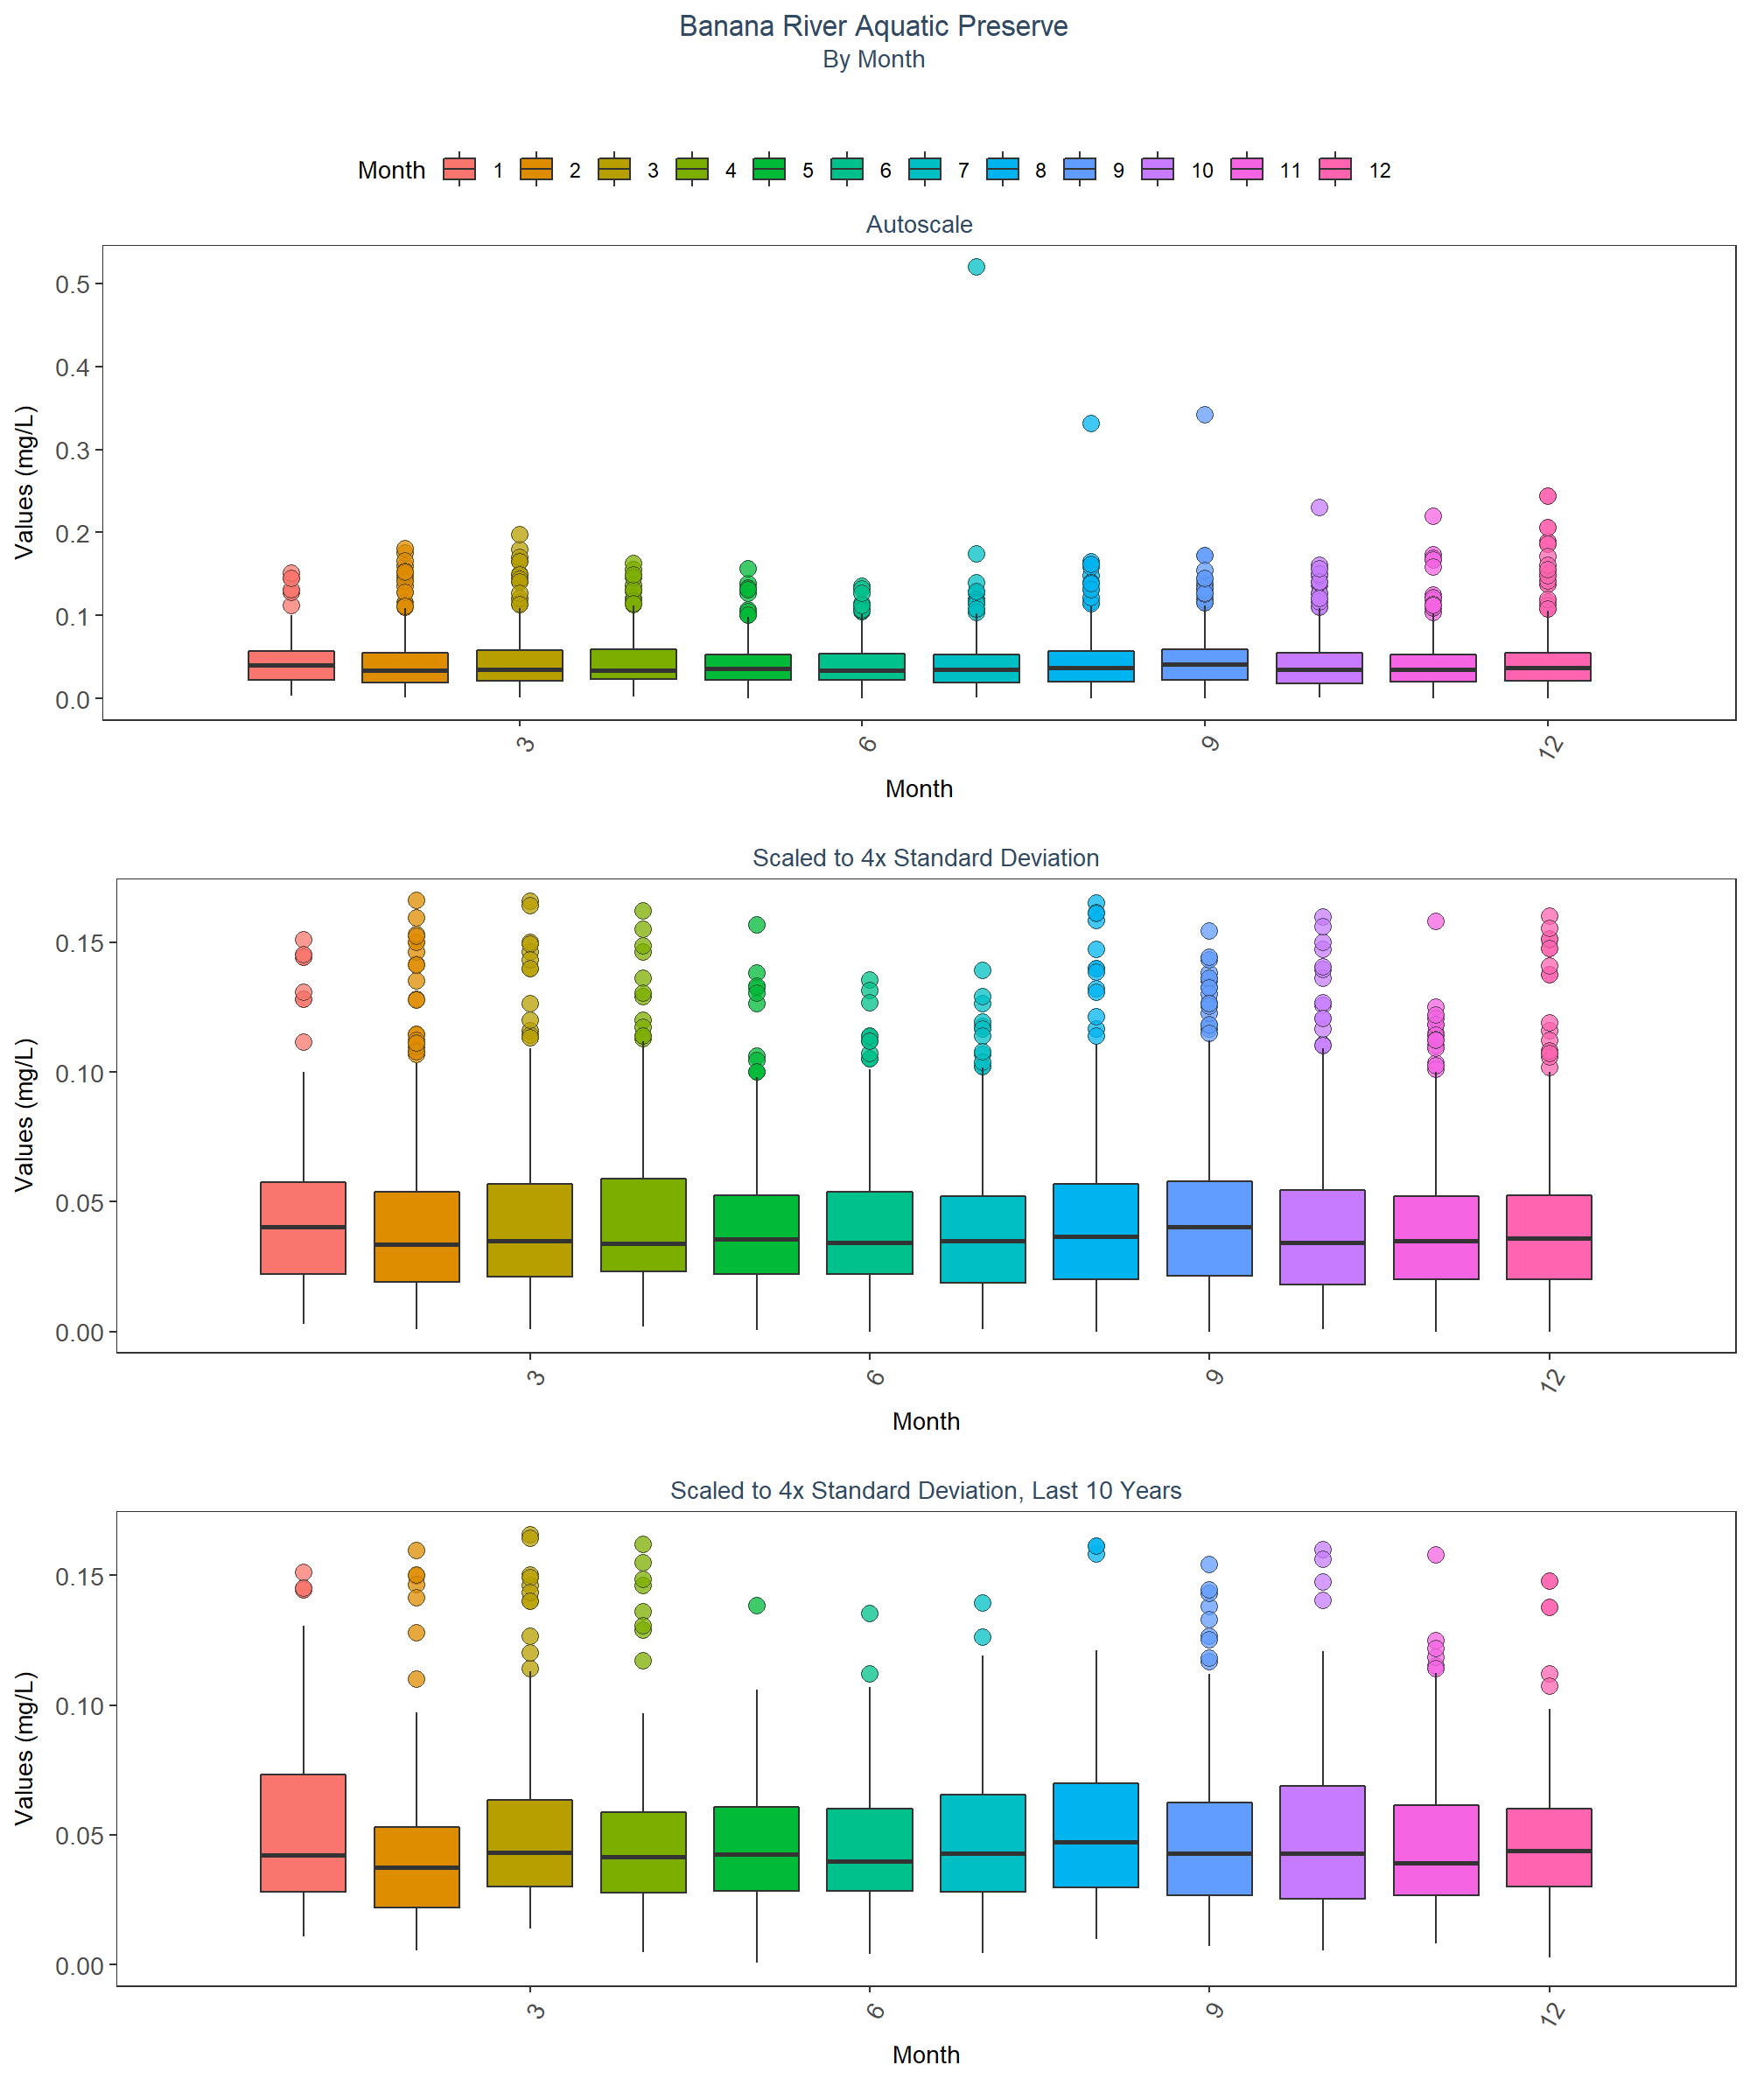 Banana River Aquatic Preserve
By Month
Month 1 2 3 4 5 6 7 8 9 10 11 12
Autoscale
Values (mg/L)
0.5
0.4
0.3
0.2
0.1
0.0
3 6 9 12
Month
Scaled to 4x Standard Deviation
Values (mg/L)
0.15
0.10
0.05
0.00
3 6 9 12
Month
Scaled to 4x Standard Deviation, Last 10 Years
Values (mg/L)
0.15
0.10
0.05
0.00
3 6 9 12
Month